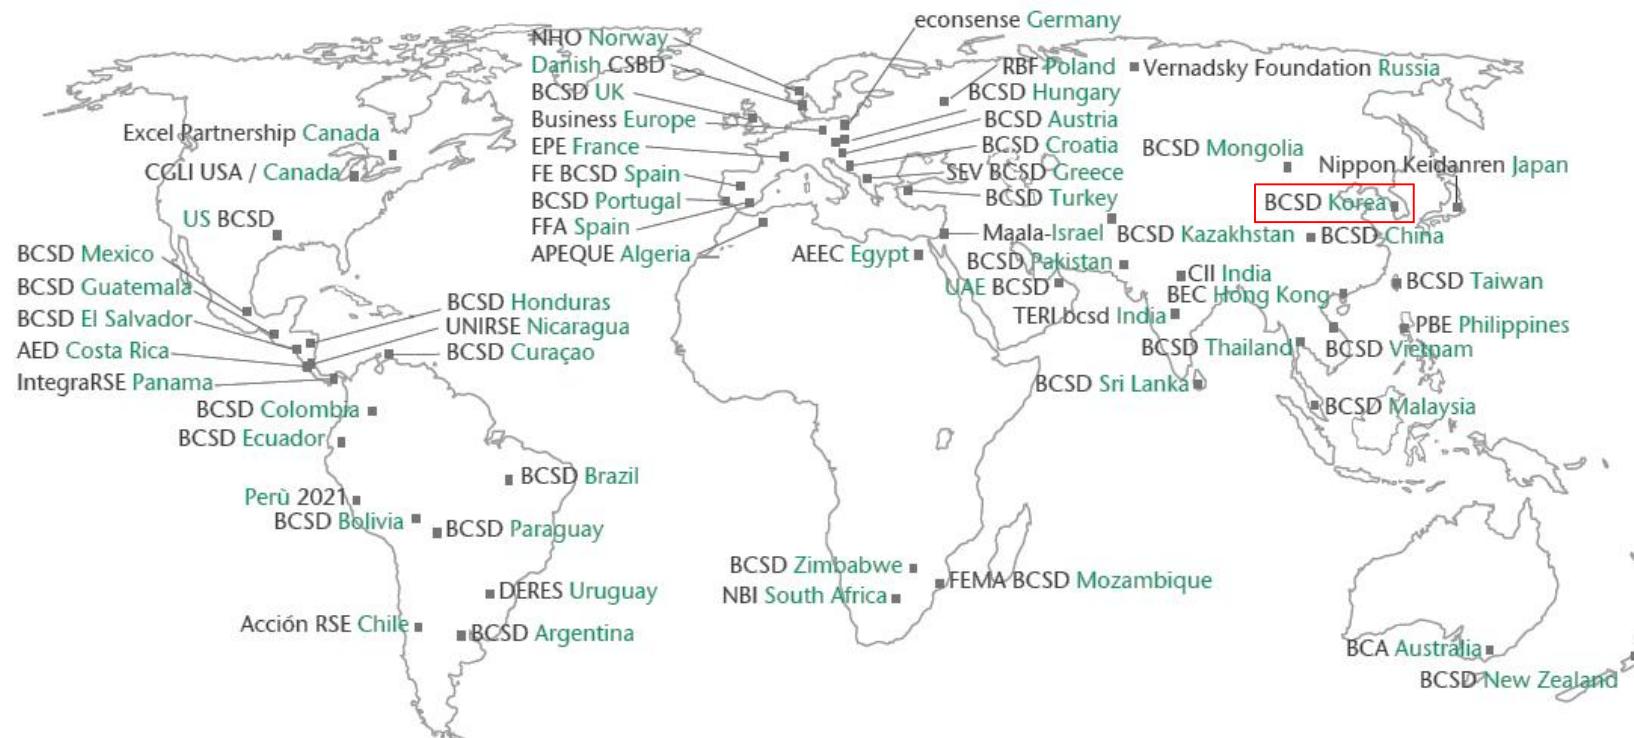 econsense Germany
NHO Norway
Danish CSBD
BCSD UK
Business Europe
EPE France
FE BCSD Spain
BCSD Portugal
FFA Spain
APEQUE Algeria
RBF Poland
BCSD Hungary
BCSD Austria
BCSD Croatia
SEV BCSD Greece
BCSD Turkey
Vernadsky Foundation Russia
BCSD Mongolia
Nippon Keidanren Japan
BCSD Korea
Excel Partnership Canada
CGLI USA / Canada
US BCSD
Maala-Israel
BCSD Kazakhstan
BCSD China
AEEC Egypt
BCSD Pakistan
UAE BCSD
CII India
BEC Hong Kong
BCSD Taiwan
TERI bcsd India
PBE Philippines
BCSD Thailand
BCSD Vietnam
BCSD Sri Lanka
BCSD Malaysia
BCSD Mexico
BCSD Guatemala
BCSD El Salvador
AED Costa Rica
IntegraRSE Panama
BCSD Honduras
UNIRSE Nicaragua
BCSD Curaçao
BCSD Colombia
BCSD Ecuador
BCSD Brazil
Perù 2021
BCSD Bolivia
BCSD Paraguay
DERES Uruguay
Acción RSE Chile
BCSD Argentina
BCSD Zimbabwe
FEMA BCSD Mozambique
NBI South Africa
BCA Australia
BCSD New Zealand